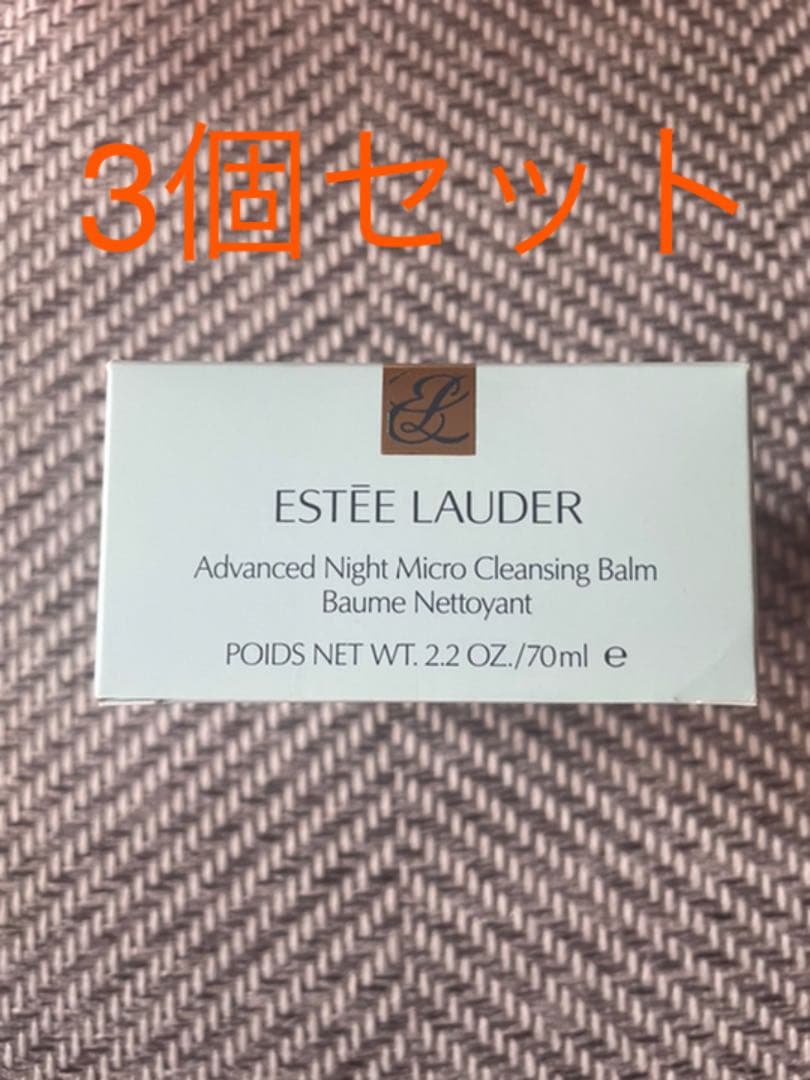 3個セット
ESTĒE LAUDER
Advanced Night Micro Cleansing Balm
Baume Nettoyant
POIDS NET WT. 2.2 OZ./70ml ℮